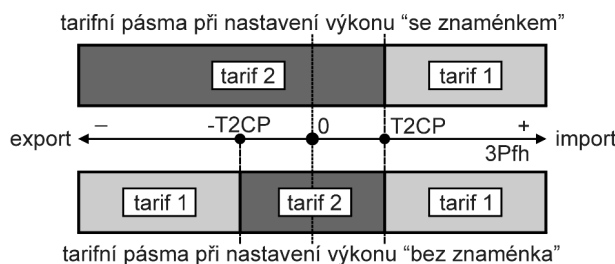 tarifní pásma při nastavení výkonu “se znaménkem”
tarif 2 tarif 1
– -T2CP 0 T2CP +
export import
3Pfh
tarif 1 tarif 2 tarif 1
tarifní pásma při nastavení výkonu “bez znaménka”